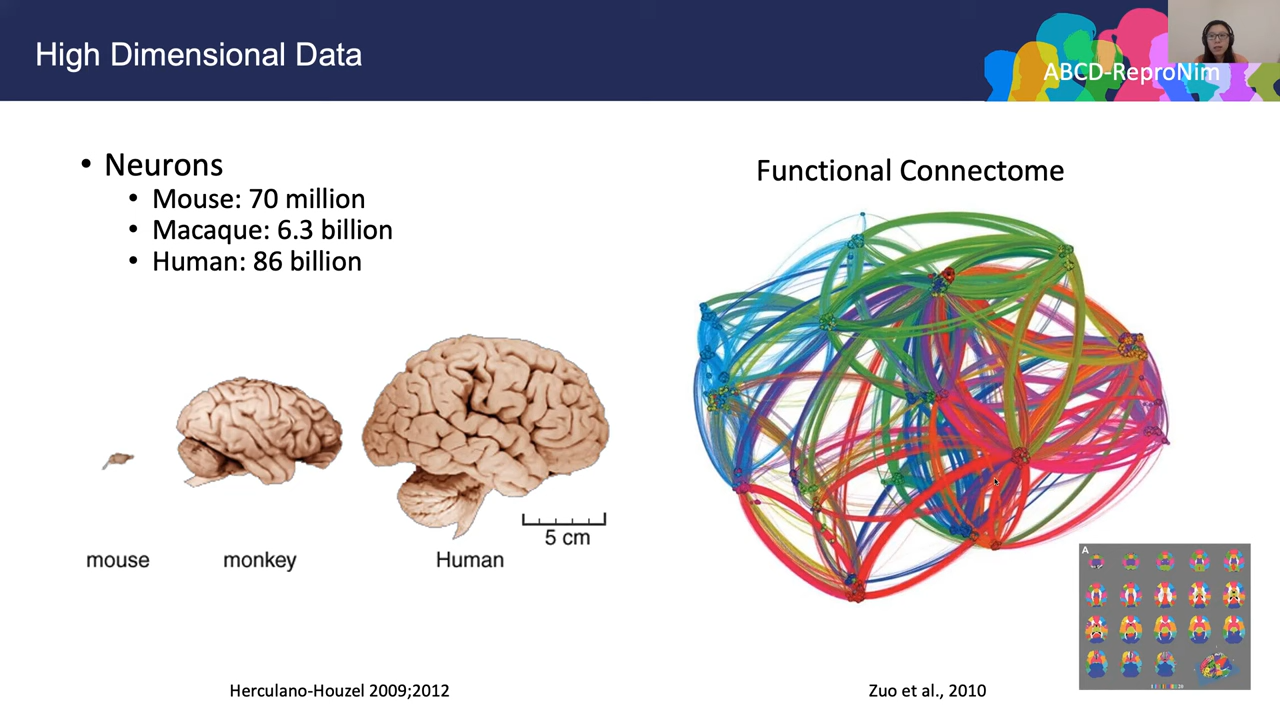 High Dimensional Data
ABCD-ReproNim
• Neurons
• Mouse: 70 million
• Macaque: 6.3 billion
• Human: 86 billion
Functional Connectome
5 cm
mouse
monkey
Human
A
Herculano-Houzel 2009;2012
Zuo et al., 2010